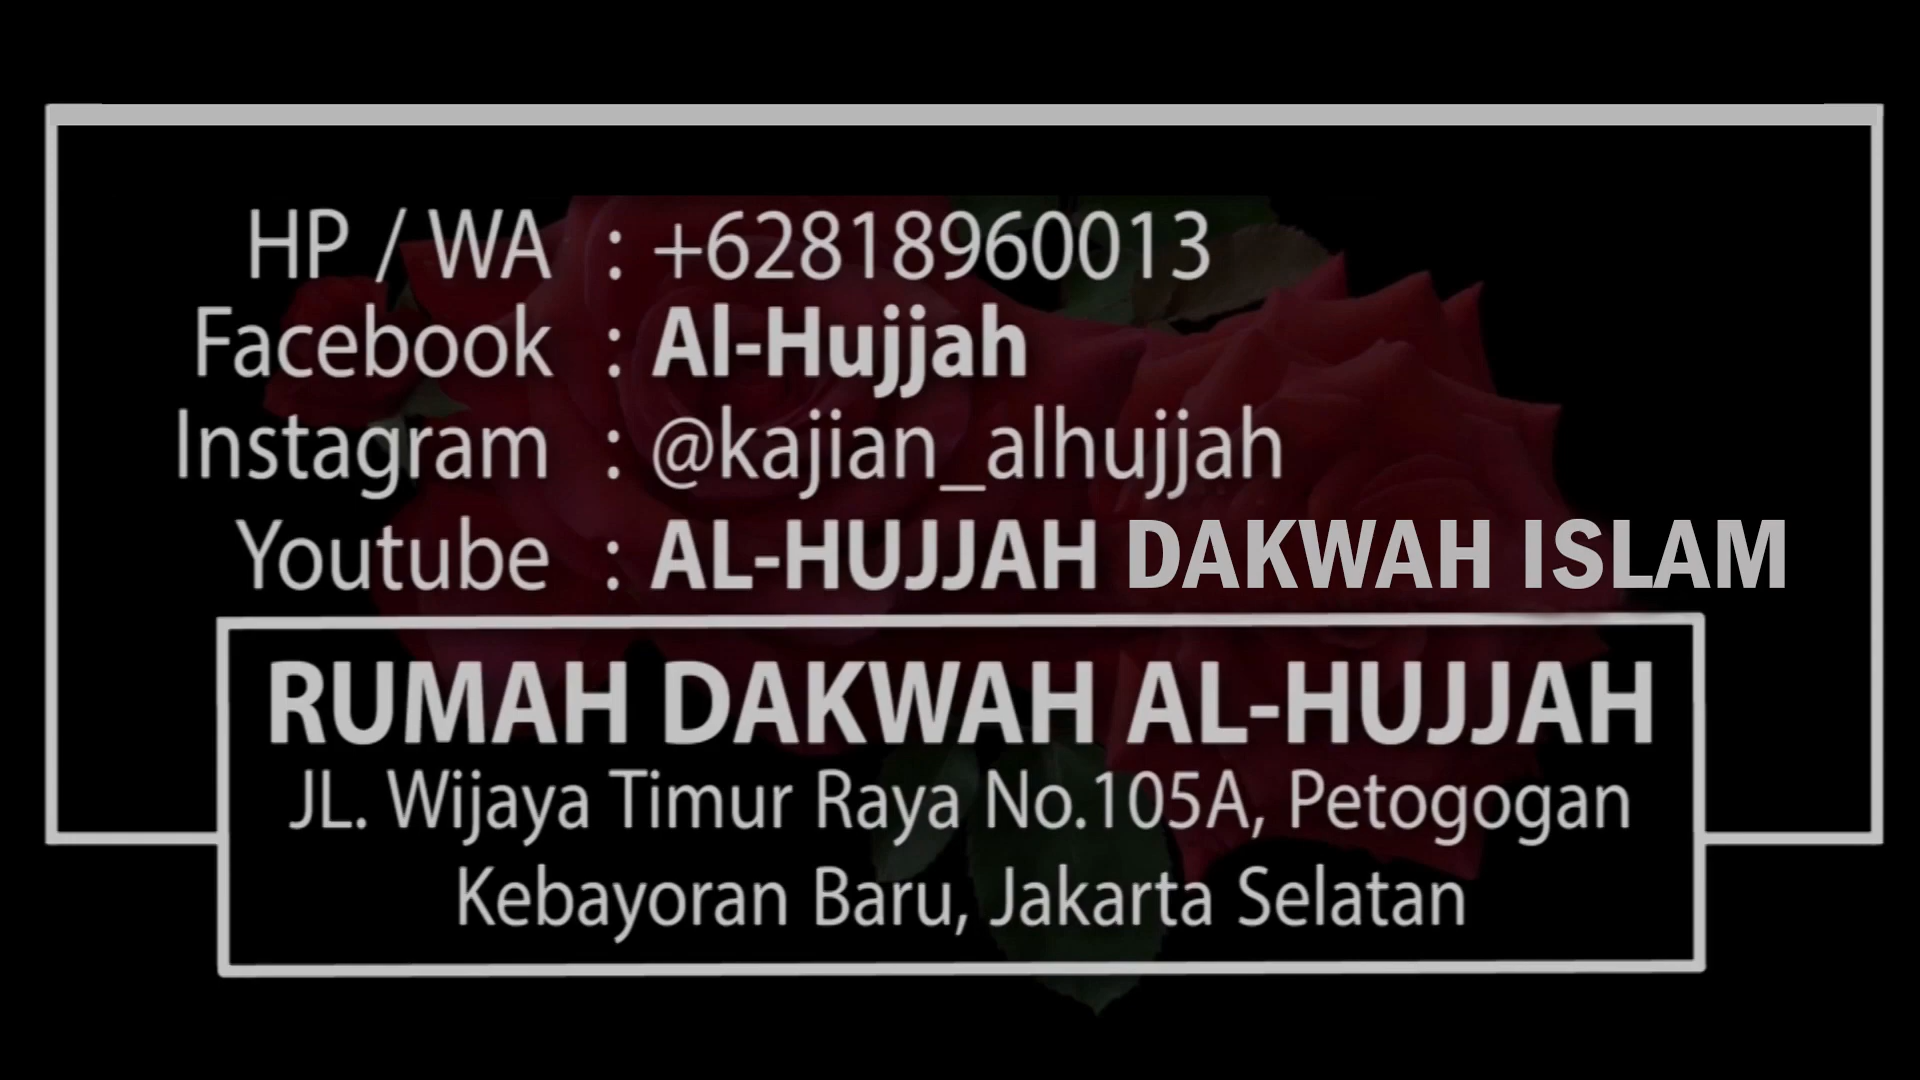 HP / WA : +62818960013
Facebook : Al-Hujjah
Instagram : @kajian_alhujjah
Youtube : AL-HUJJAH DAKWAH ISLAM
RUMAH DAKWAH AL-HUJJAH
JL. Wijaya Timur Raya No.105A, Petogogan
Kebayoran Baru, Jakarta Selatan